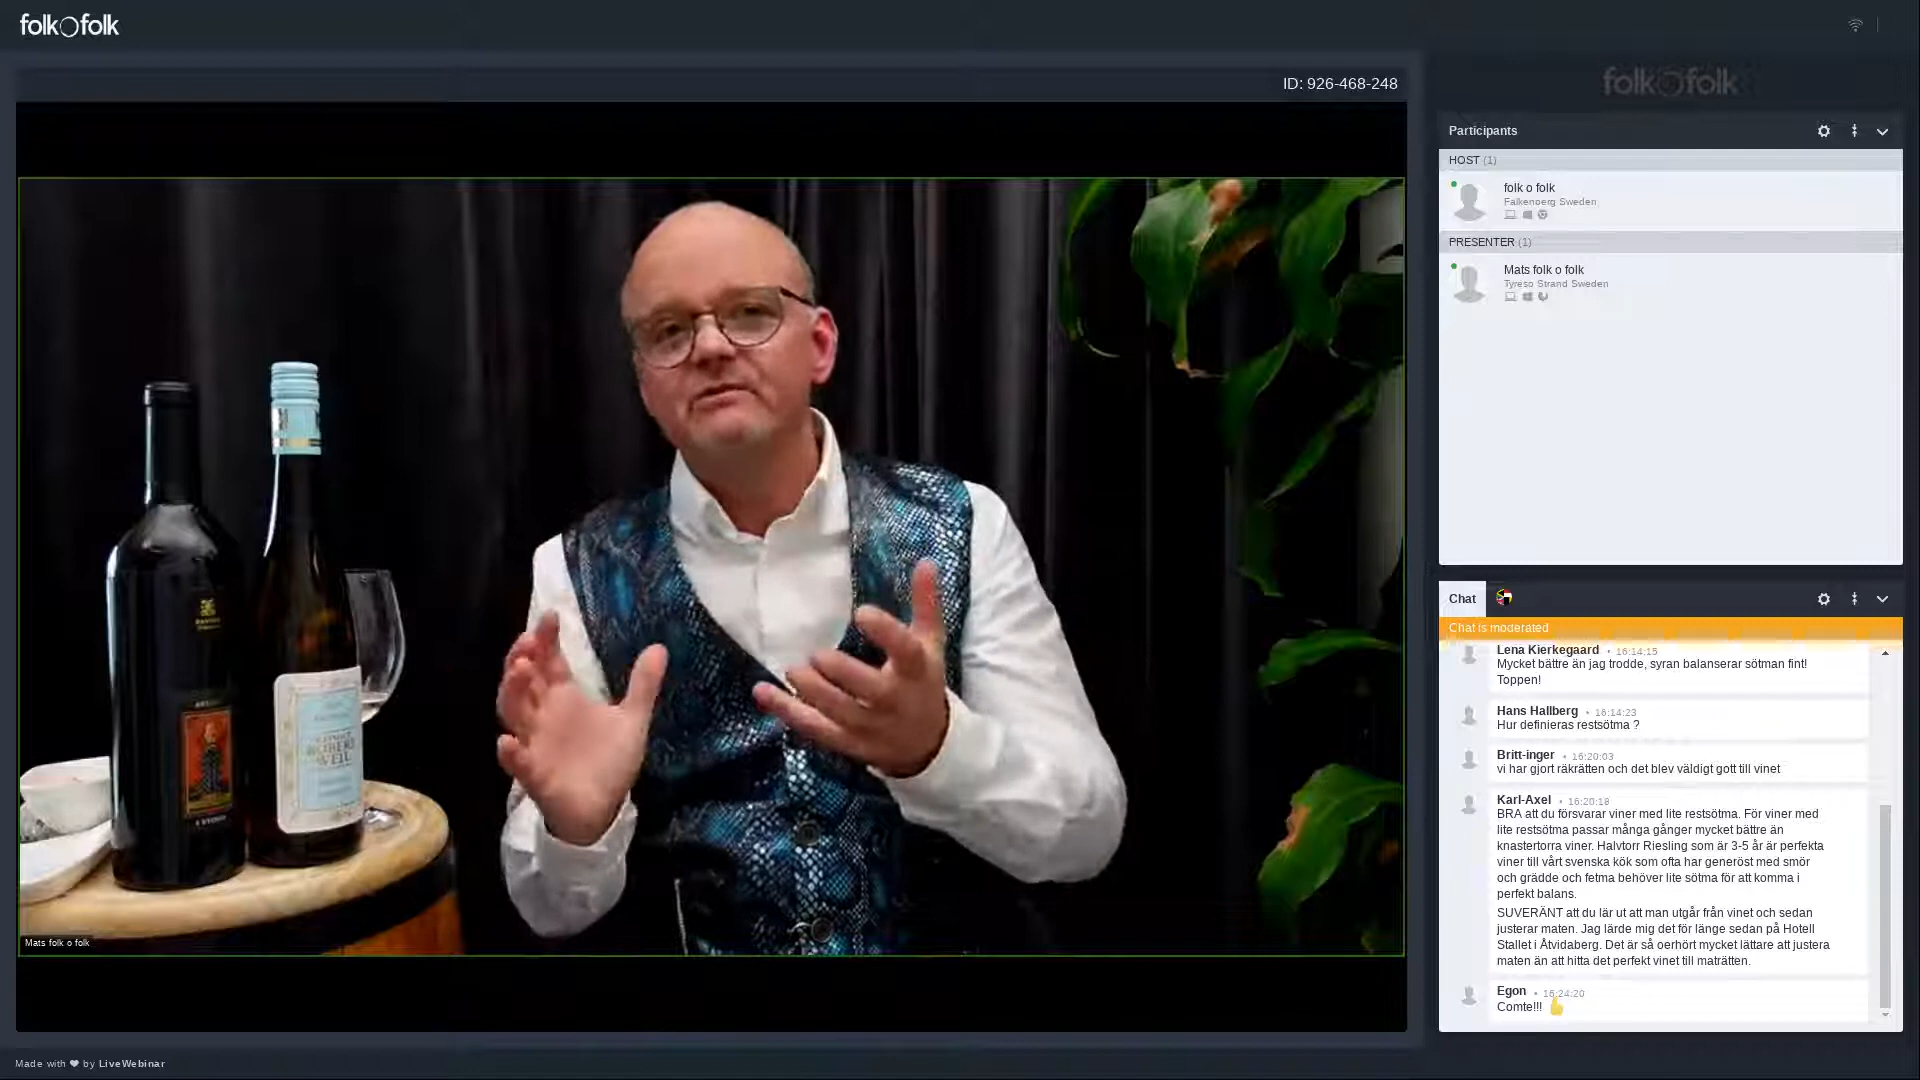 folk o folk
ID: 926-468-248
folk o folk
Participants
HOST (1)
folk o folk
Falkenoerg Sweden
PRESENTER (1)
Mats folk o folk
Tyreso Strand Sweden
Chat
Chat is moderated
Lena Kierkegaard • 16:14:15
Mycket bättre än jag trodde, syran balanserar sötman fint!
Toppen!
Hans Hallberg • 16:14:23
Hur definieras restsötma ?
Britt-inger • 16:20:03
vi har gjort räkrätten och det blev väldigt gott till vinet
Karl-Axel • 16:20:19
BRA att du försvarar viner med lite restsötma. För viner med
lite restsötma passar många gånger mycket bättre än
knastertorra viner. Halvtorr Riesling som är 3-5 år är perfekta
viner till vårt svenska kök som ofta har generöst med smör
och grädde och fetma behöver lite sötma för att komma i
perfekt balans.
SUVERÄNT att du lär ut att man utgår från vinet och sedan
justerar maten. Jag lärde mig det för länge sedan på Hotell
Stallet i Åtvidaberg. Det är så oerhört mycket lättare att justera
maten än att hitta det perfekt vinet till maträtten.
Egon • 16:24:20
Comte!!! 👍
ROBERT
WEIL
Mats folk o folk
Made with ❤ by LiveWebinar